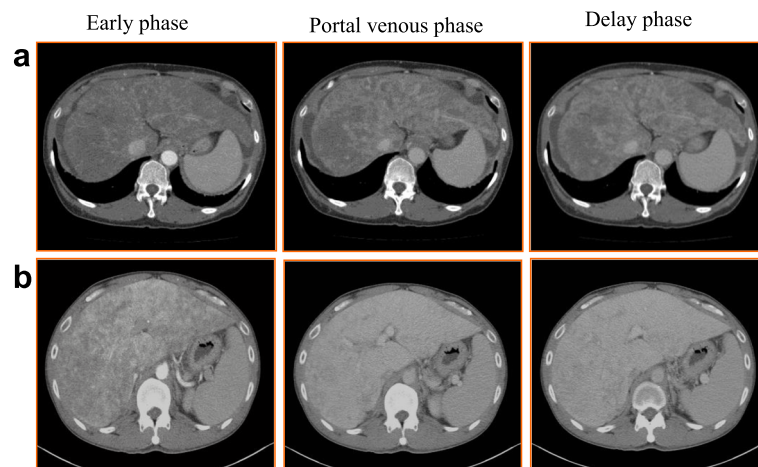 Early phase
Portal venous phase
Delay phase
a
b